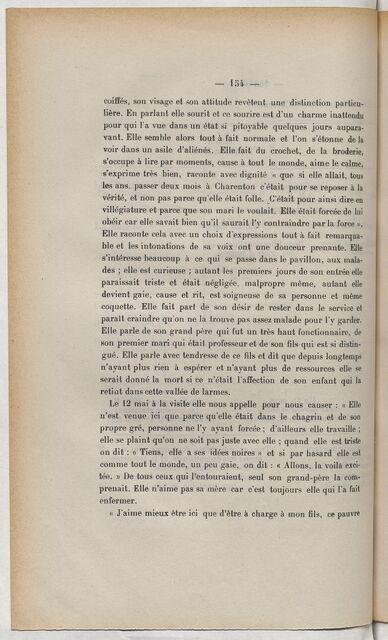 — 154 —
coiffés, son visage et son attitude revêtent une distinction particu-
lière. En parlant elle sourit et ce sourire est d'un charme inattendu
pour qui l'a vue dans un état si pitoyable quelques jours aupara-
vant. Elle semble alors tout à fait normale et l'on s'étonne de la
voir dans un asile d'aliénés. Elle fait du crochet, de la broderie,
s'occupe à lire par moments, cause à tout le monde, aime le calme,
s'exprime très bien, raconte avec dignité « que si elle allait, tous
les ans, passer deux mois à Charenton c'était pour se reposer à la
vérité, et non pas parce qu'elle était folle. C'était pour ainsi dire en
villégiature et parce que son mari le voulait. Elle était forcée de lui
obéir car elle savait bien qu'il saurait l'y contraindre par la force ».
Elle raconte cela avec un choix d'expressions tout à fait remarqua-
ble et les intonations de sa voix ont une douceur prenante. Elle
s'intéresse beaucoup à ce qui se passe dans le pavillon, aux mala-
des ; elle est curieuse ; autant les premiers jours de son entrée elle
paraissait triste et était négligée, malpropre même, autant elle
devient gaie, cause et rit, est soigneuse de sa personne et même
coquette. Elle fait part de son désir de rester dans le service et
paraît craindre qu'on ne la trouve pas assez malade pour l'y garder.
Elle parle de son grand père qui fut un très haut fonctionnaire, de
son premier mari qui était professeur et de son fils qui est si distin-
gué. Elle parle avec tendresse de ce fils et dit que depuis longtemps
n'ayant plus rien à espérer et n'ayant plus de ressources elle se
serait donné la mort si ce n'était l'affection de son enfant qui la
retint dans cette vallée de larmes.
Le 12 mai à la visite elle nous appelle pour nous causer : « Elle
n'est venue ici que parce qu'elle était dans le chagrin et de son
propre gré, personne ne l'y ayant forcée ; d'ailleurs elle travaille ;
elle se plaint qu'on ne soit pas juste avec elle ; quand elle est triste
on dit : « Tiens, elle a ses idées noires » et si par hasard elle est
comme tout le monde, un peu gaie, on dit : « Allons, la voilà exci-
tée. » De tous ceux qui l'entouraient, seul son grand-père la com-
prenait. Elle n'aime pas sa mère car c'est toujours elle qui l'a fait
enfermer.
« J'aime mieux être ici que d'être à charge à mon fils, ce pauvre